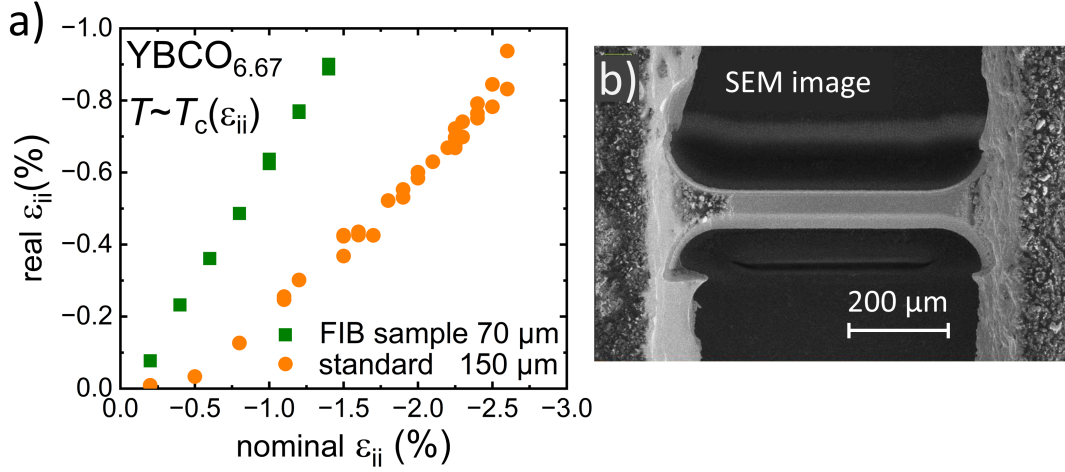 a)
YBCO6.67
T~Tc(εii)
real εii(%)
−1.0
−0.8
−0.6
−0.4
−0.2
0.0
FIB sample 70 μm
standard 150 μm
0.0 −0.5 −1.0 −1.5 −2.0 −2.5 −3.0
nominal εii (%)
b)
SEM image
200 μm